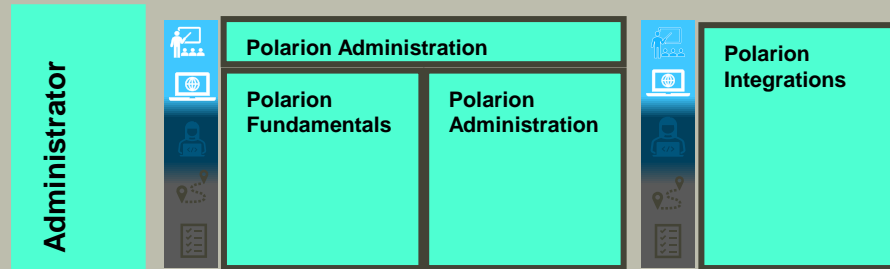 Administrator
Polarion Administration
Polarion
Fundamentals
Polarion
Administration
Polarion
Integrations